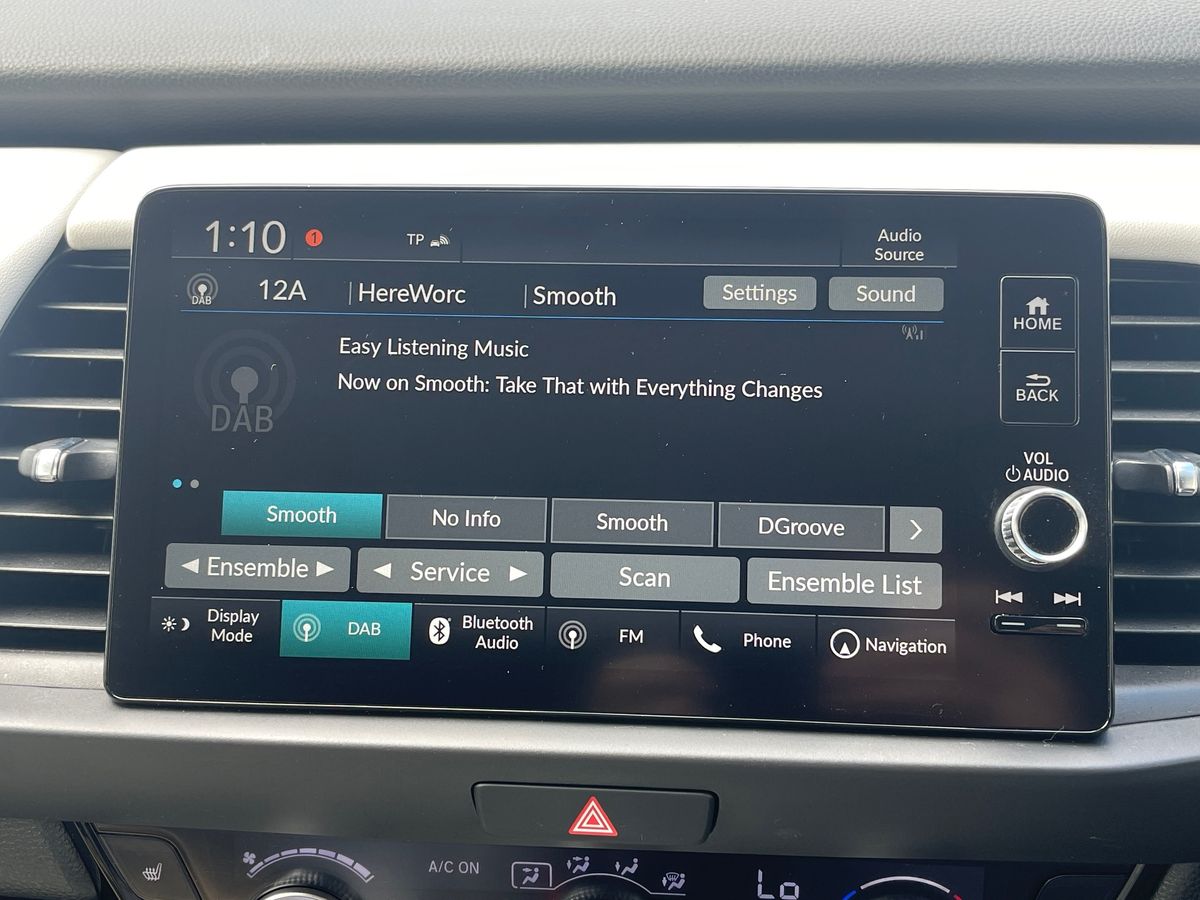 1:10 1 TP Audio
Source
DAB 12A HereWorc Smooth Settings Sound
HOME
Easy Listening Music
Now on Smooth: Take That with Everything Changes
DAB
BACK
VOL
AUDIO
Smooth No Info Smooth DGroove
Ensemble Service Scan Ensemble List
Display
Mode
DAB
Bluetooth
Audio
FM
Phone
Navigation
A/C ON
Lo